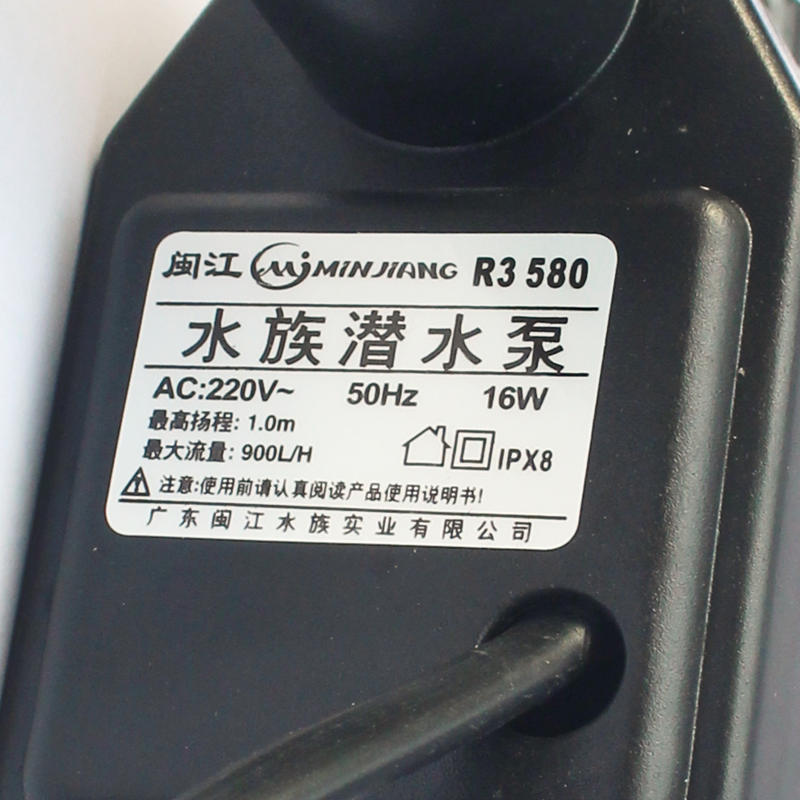 闽江 MJ MINJIANG R3 580
水族潜水泵
AC:220V~ 50Hz 16W
最高扬程: 1.0m
最大流量: 900L/H IPX8
注意:使用前请认真阅读产品使用说明书!
广东闽江水族实业有限公司